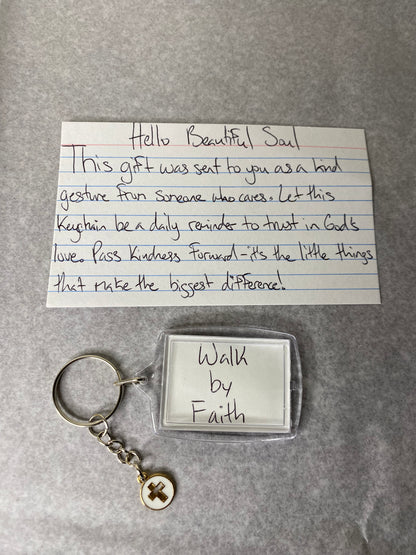 Hello Beautiful Soul
This gift was sent to you as a kind
gesture from someone who cares. Let this
Keychain be a daily reminder to trust in God's
love. Pass Kindness Forward - it's the little things
that make the biggest difference!
Walk
by
Faith